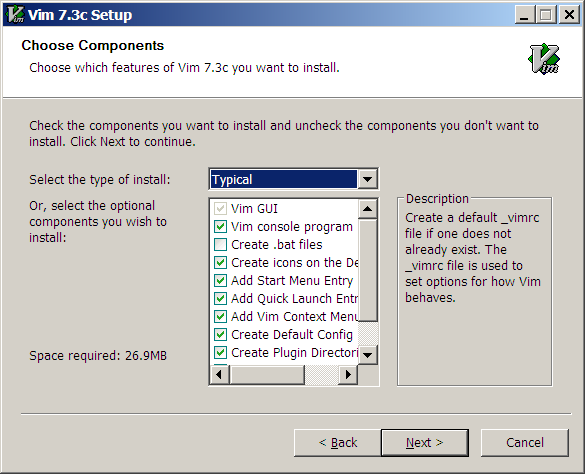 Vim 7.3c Setup
Choose Components
Choose which features of Vim 7.3c you want to install.
Vim
Check the components you want to install and uncheck the components you don't want to
install. Click Next to continue.
Select the type of install:
Typical
Or, select the optional
components you wish to
install:
Vim GUI
Vim console program
Create .bat files
Create icons on the De
Add Start Menu Entry
Add Quick Launch Entr
Add Vim Context Menu
Create Default Config
Create Plugin Directori
Description
Create a default _vimrc
file if one does not
already exist. The
_vimrc file is used to
set options for how Vim
behaves.
Space required: 26.9MB
< Back
Next >
Cancel